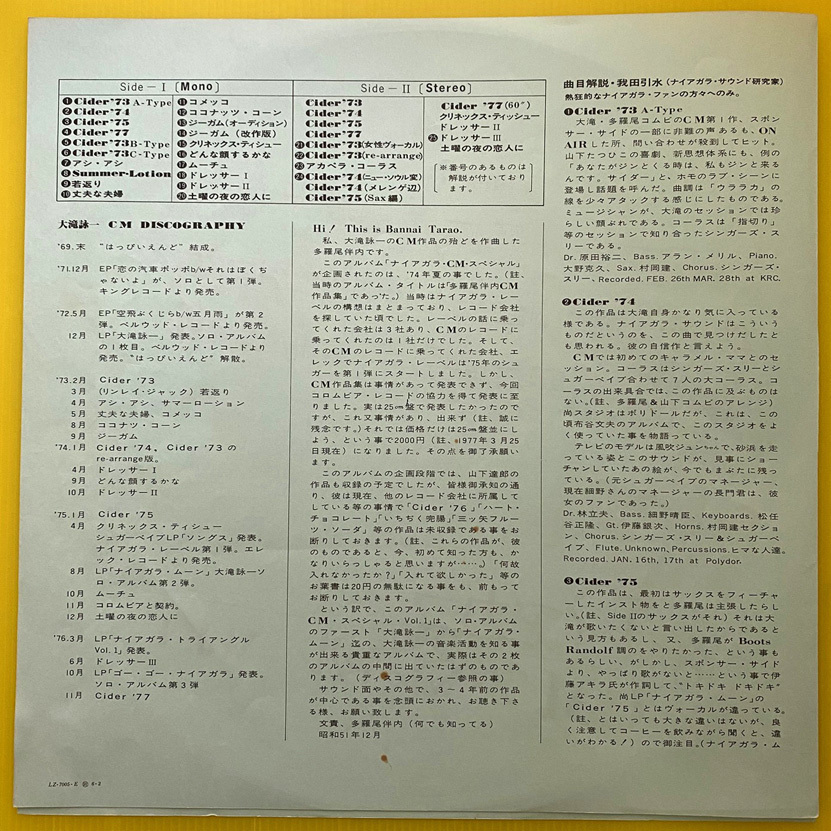 Side－Ⅰ〔Mono〕
❶Cider’73 A-Type
❷Cider’74
❸Cider’75
❹Cider’77
❺Cider’73B-Type
❻Cider’73C-Type
❼アシ・アシ
❽Summer-Lotion
❾若返り
❿丈夫な夫婦
⓫コメッコ
⓬ココナツ・コーン
⓭ジーガム(オーディション)
⓮ジーガム(改作版)
⓯クリネックス・ティシュー
⓰どんな顔するかな
⓱ムーチュ
⓲ドレッサーⅠ
⓳ドレッサーⅡ
⓴土曜の夜の恋人に
Side－Ⅱ〔Stereo〕
Cider’73
Cider’74
Cider’75
Cider’77
㉑Cider’73(女性ヴォーカル)
㉒Cider’73(re-arrange)
㉓アカペラ・コーラス
㉔Cider’74(ニュー・ソウル変)
Cider’74(メレンゲ辺)
Cider’75(Sax 編)
Cider ’77(60″)
クリネックス・ティッシュー
ドレッサーⅡ
㉕ドレッサーⅢ
土曜の夜の恋人に
※番号のあるものは
解説が付いており
ます。
大滝詠一 CM DISCOGRAPHY
’69.末 “はっぴいえんど”結成。
’71.12月 EP「恋の汽車ポッポb/wそれはぼくぢ
ゃないよ」が、ソロとして第1弾。
キングレコードより発売。
’72.5月 EP「空飛ぶくじらb/w五月雨」が第2
弾。ベルウッド・レコードより発売。
12月 LP「大滝詠一」発表。ソロ・アルバム
の1枚目。ベルウッド・レコードより
発売。“はっぴいえんど”解散。
’73.2月 Cider ’73
3月 (リンレイ・ジャック)若返り
4月 アシ・アシ、サマーローション
5月 丈夫な夫婦、コメッコ
8月 ココナツ・コーン
9月 ジーガム
’74.1月 Cider ’74。Cider ’73 の
re-arrange版。
4月 ドレッサーⅠ
9月 どんな顔するかな
10月 ドレッサーⅡ
’75.1月 Cider ’75
4月 クリネックス・ティシュー
シュガーベイブLP「ソングス」発表。
ナイアガラ・レーベル第1弾。エレ
ック・レコードより発売。
8月 LP「ナイアガラ・ムーン」大滝詠一ソ
ロ・アルバム第2弾。
10月 ムーチュ
11月 コロムビアと契約。
12月 土曜の夜の恋人に
’76.3月 LP「ナイアガラ・トライアングル
Vol.1」発表。
6月 ドレッサーⅢ
10月 LP「ゴー・ゴー・ナイアガラ」発表。
ソロ・アルバム第3弾
11月 Cider ’77
Hi！ This is Bannai Tarao.
私、大滝詠一のCM作品の殆どを作曲した
多羅尾伴内です。
このアルバム「ナイアガラ・CM・スペシャル」
が企画されたのは、’74年夏の事でした。(註、
当時のアルバム・タイトルは「多羅尾伴内CM
作品集」であった。)当時はナイアガラ・レー
ベルの構想はまとまっており、レコード会社
を探していた頃でした。レーベルの話に乗っ
てくれた会社は3社あり、CMのレコードに
乗ってくれたのは1社だけでした。そして、
そのCMのレコードに乗ってくれた会社、エ
レックでナイアガラ・レーベルは’75年のシュ
ガーを第1弾にスタートしました。しかし、
CM作品集は事情があって発表できず、今回
コロムビア・レコードの協力を得て発表に至
りました。実は25㎝盤で発表したかったので
すが、これ又事情があり、出来ず(註、誠に
残念です。)それでは価格だけは25㎝盤並にし
よう、という事で2000円(註、1977年3月25
日現在)になりました。その点を御了承願い
ます。
このアルバムの企画段階では、山下達郎の
作品も収録の予定でしたが、皆様御承知の通
り、彼は現在、他のレコード会社に所属して
している等の事情で「Cider ’76」「ハート・
チョコレート」「いちぢく完腸」「三ッ矢フルー
ツ・ソーダ」等の作品は未収録で終る事をお
断りしておきます。(註、これらの作品が、彼
のものであると、今、初めて知った方も、か
なりいらっしゃると思いますが……。)「何故
入れなかったか？」「入れて欲しかった」等の
お葉書は20円の無駄になる事をも、前もって
お断りしておきます。
という訳で、このアルバム「ナイアガラ・
CM・スペシャル・Vol.1」は、ソロ・アルバム
のファースト「大滝詠一」から「ナイアガラ・
ムーン」迄の、大滝詠一の音楽活動を知る事
が出来る貴重なアルバムで、実際はその2枚
のアルバムの中間に出ていたはずのものであ
ります。(ディスコグラフィー参照の事)
サウンド面やその他で、3～4年前の作品
が中心である事を念頭におかれ、お聴き下さ
る様、お願い致します。
文責、多羅尾伴内(何でも知ってる)
昭和51年12月
曲目解説・我田引水(ナイアガラ・サウンド研究家)
熱狂的なナイアガラ・ファンの方々へのみ。
❶Cider ’73 A-Type
大滝・多羅尾コムビのCM第1作、スポン
サー・サイドの一部に非難の声あるも、ON
AIRした所、問い合わせが殺到してヒット。
山下たつひこの喜劇、新思想体系にも、例の
「あなたがジンとくる時は、私もジンと来る
んです。サイダー」と、ホモのラブ・シーンに
登場し話題を呼んだ。曲調は「ウララカ」の
線を少々アタックする感じにしたものである。
ミュージシャンが、大滝のセッションでは珍
らしい顔ぶれである。コーラスは「指切り」
等のセッションで知り合ったシンガーズ・ス
リーである。
Dr.原田裕二、Bass.アラン・メリル、Piano.
大野克久、Sax.村岡建、Chorus.シンガーズ・
スリー、Recorded. FEB.26th MAR.28th at KRC.
❷Cider ’74
この作品は大滝自身かなり気に入っている
様である。ナイアガラ・サウンドはこういう
ものだというのを、この曲で見つけだしたと
も思われる。彼の自信作と言えよう。
CMでは初めてのキャラメル・ママとのセ
ッション。コーラスはシンガーズ・スリーとシ
ュガーベイブ合わせて7人の大コーラス。コ
ーラスの出来具合では、この作品に及ぶものは
ない。(註、多羅尾＆山下コムビのアレンジ)
尚スタジオはポリドールだが、これは、この
頃布谷文夫のアルバムで、このスタジオをよ
く使っていた事を物語っている。
テレビのモデルは風吹ジュンちゃんで、砂浜を走
っている姿とこのサウンドが、見事にショー
チャンしていたあの絵が、今でもまぶたに残っ
ている。(元シュガーベイブのマネージャー、
現在細野さんのマネージャーの長門君は、彼
女のファンであった。)
Dr.林立夫、Bass.細野晴臣、Keyboards.松任
谷正隆、Gt.伊藤銀次、Horns.村岡建セクショ
ン、Chorus.シンガーズ・スリー＆シュガーベ
イブ、Flute.Unknown、Percussions.ヒマな人達。
Recorded.JAN. 16th, 17th at Polydor.
❸Cider ’75
この作品は、最初はサックスをフィーチャ
ーしたインスト物をと多羅尾は主張したらし
い。(註、Side Ⅱのサックスがそれ)それは大
滝が歌いたくないと言い出したからであると
いう見方もあるし、又、多羅尾が Boots
Randolf 調のをやりたかった、という事も
あるらしい、がしかし、スポンサー・サイド
より、やっぱり歌がないと……という事で伊
藤アキラ氏が作詞して、“トキドキ ドキドキ”
となった。尚LP「ナイアガラ・ムーン」の
「Cider ’75」とはヴォーカルが違っている。
(註、とはいっても大きな違いはないが、良
く注意してコーヒーを飲みながら聞くと、違
いがわかる！)ので御注目。(ナイアガラ・ム
LZ-7005-E Ⓗ 6-3